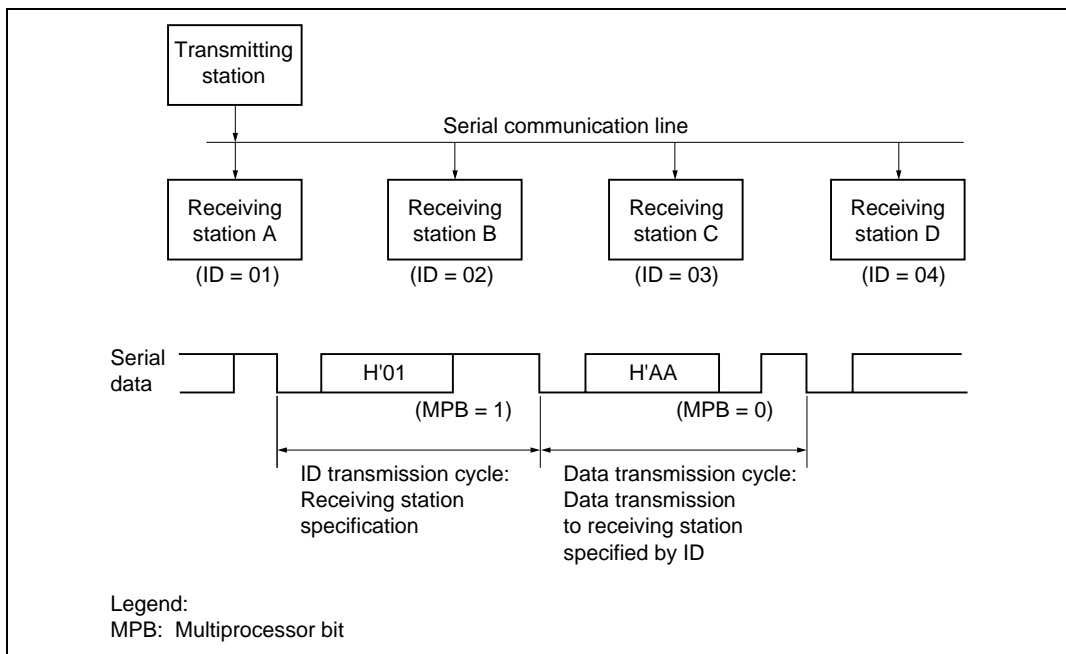 Transmitting
station
Serial communication line
Receiving
station A
(ID = 01)
Receiving
station B
(ID = 02)
Receiving
station C
(ID = 03)
Receiving
station D
(ID = 04)
Serial
data
H'01
H'AA
(MPB = 1)
(MPB = 0)
ID transmission cycle:
Receiving station
specification
Data transmission cycle:
Data transmission
to receiving station
specified by ID
Legend:
MPB: Multiprocessor bit